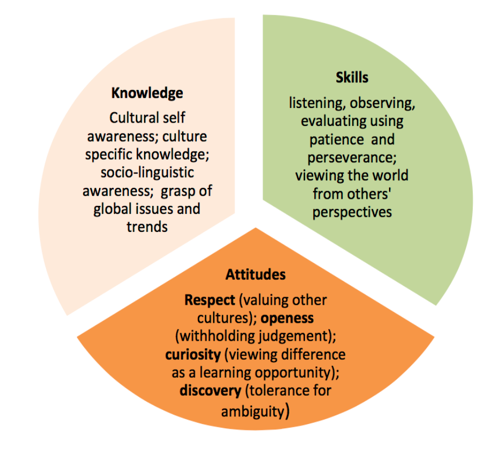 Knowledge
Cultural self
awareness; culture
specific knowledge;
socio-linguistic
awareness;  grasp of
global issues and
trends
Skills
listening, observing,
evaluating using
patience  and
perseverance;
viewing the world
from others'
perspectives
Attitudes
Respect (valuing other
cultures); openess
(withholding judgement);
curiosity (viewing difference
as a learning opportunity);
discovery (tolerance for
ambiguity)